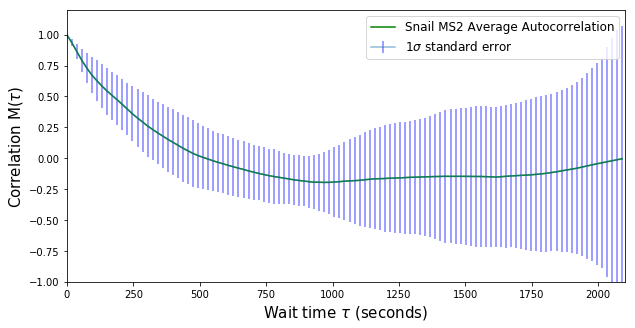 Snail MS2 Average Autocorrelation
1σ standard error
Correlation M(τ)
1.00
0.75
0.50
0.25
0.00
−0.25
−0.50
−0.75
−1.00
0 250 500 750 1000 1250 1500 1750 2000
Wait time τ (seconds)